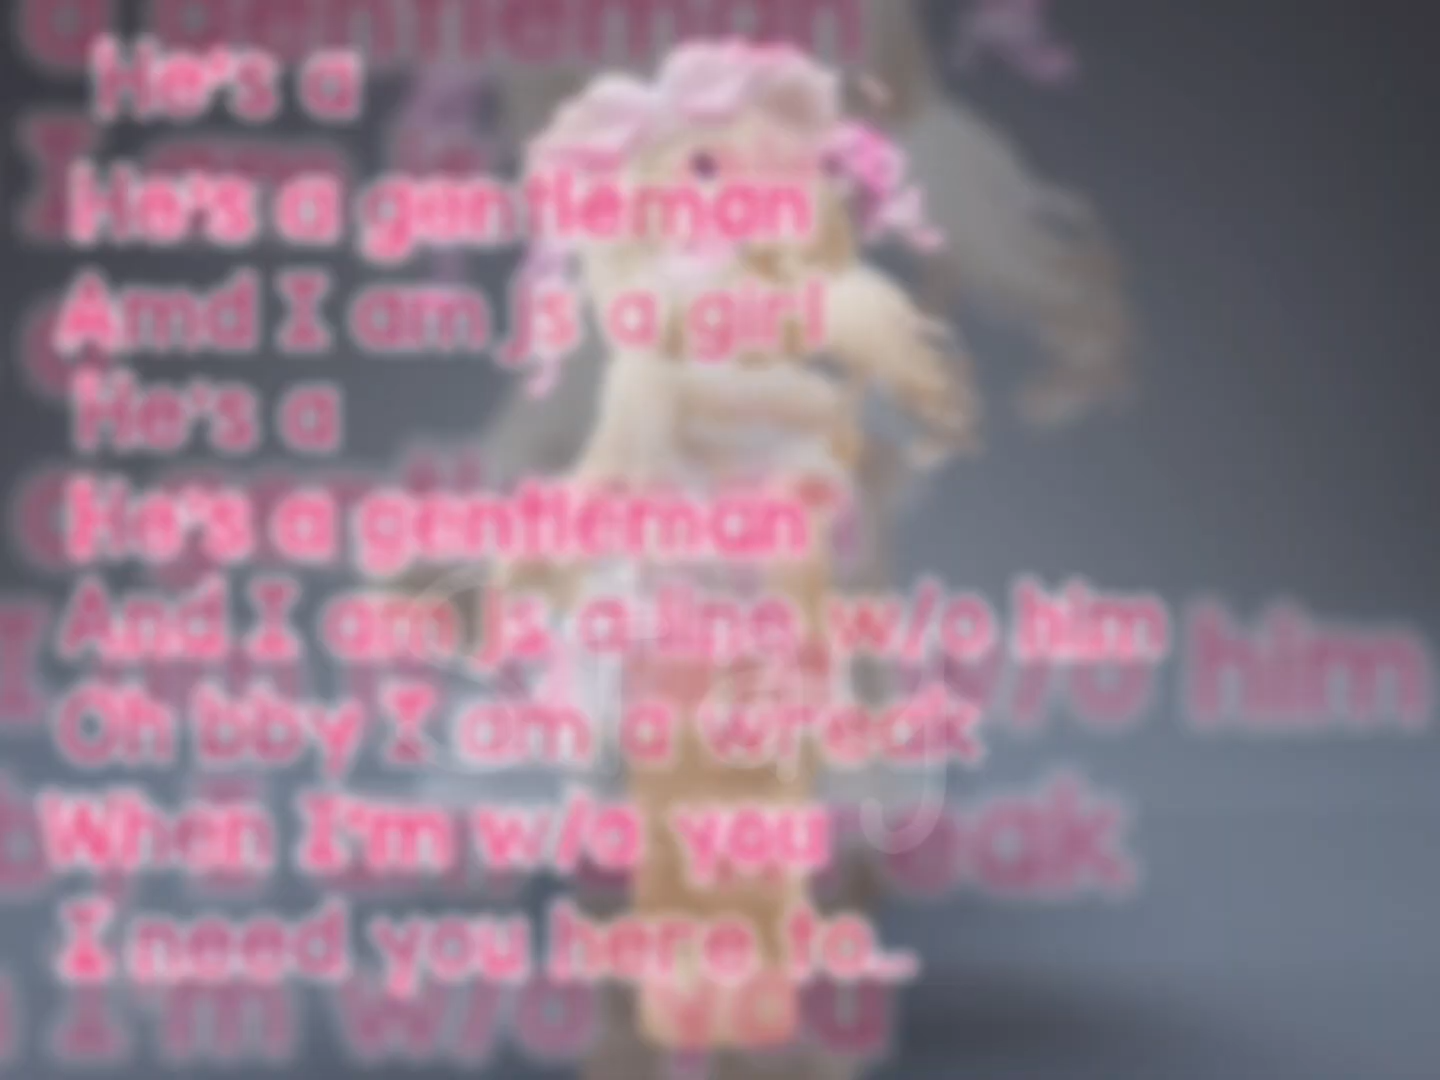 He's a
He's a gentleman
Amd I am js a girl
He's a
He's a gentleman
And I am js a line w/o him
Oh bby I am a wreak
When I'm w/o you
I need you here to...